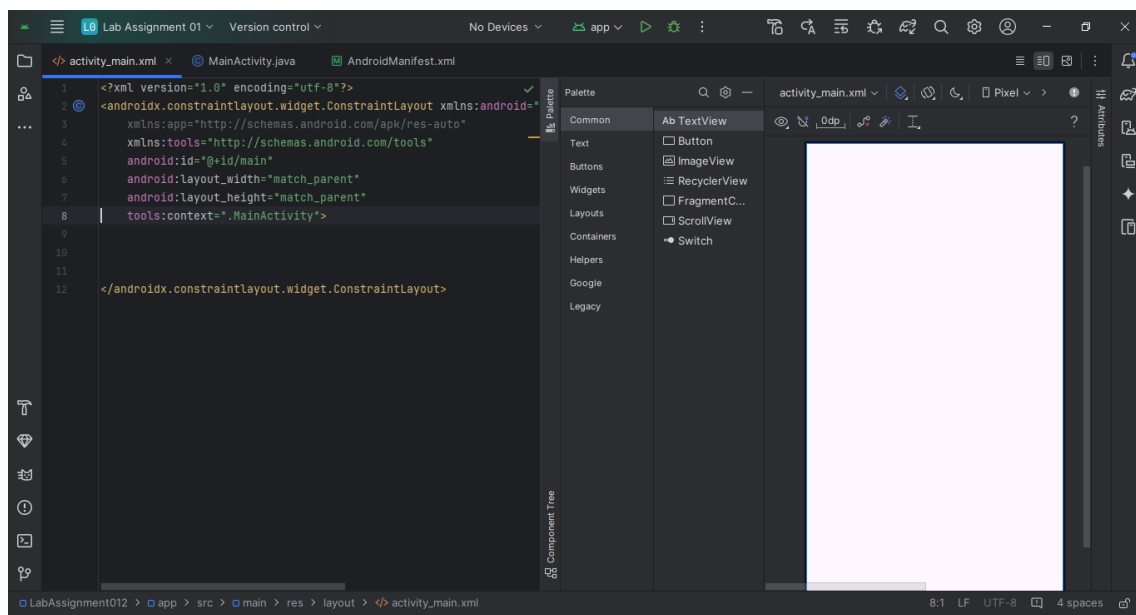 L0 Lab Assignment 01 Version control No Devices app
activity_main.xml MainActivity.java AndroidManifest.xml
1 <?xml version="1.0" encoding="utf-8"?>
2 <androidx.constraintlayout.widget.ConstraintLayout xmlns:android="
3 xmlns:app="http://schemas.android.com/apk/res-auto"
4 xmlns:tools="http://schemas.android.com/tools"
5 android:id="@+id/main"
6 android:layout_width="match_parent"
7 android:layout_height="match_parent"
8 tools:context=".MainActivity">
9
10
11
12 </androidx.constraintlayout.widget.ConstraintLayout>
Palette
Component Tree
Palette
Common
Text
Buttons
Widgets
Layouts
Containers
Helpers
Google
Legacy
Ab TextView
Button
ImageView
RecyclerView
FragmentC...
ScrollView
Switch
activity_main.xml Pixel
0dp ?
Attributes
LabAssignment012 > app > src > main > res > layout > activity_main.xml 8:1 LF UTF-8 4 spaces